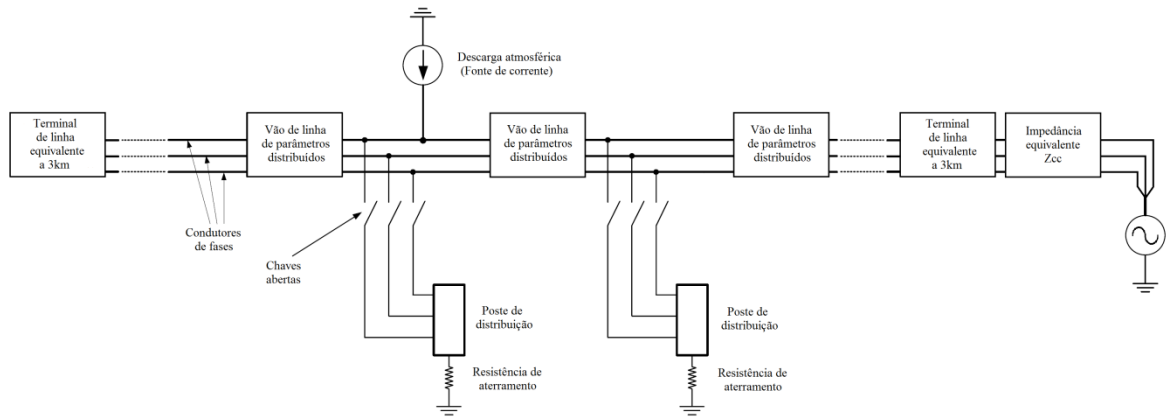 Descarga atmosférica
(Fonte de corrente)
Terminal
de linha
equivalente
a 3km
Vão de linha
de parâmetros
distribuídos
Vão de linha
de parâmetros
distribuídos
Vão de linha
de parâmetros
distribuídos
Terminal
de linha
equivalente
a 3km
Impedância
equivalente
Zcc
Condutores
de fases
Chaves
abertas
Poste de
distribuição
Resistência de
aterramento
Poste de
distribuição
Resistência de
aterramento